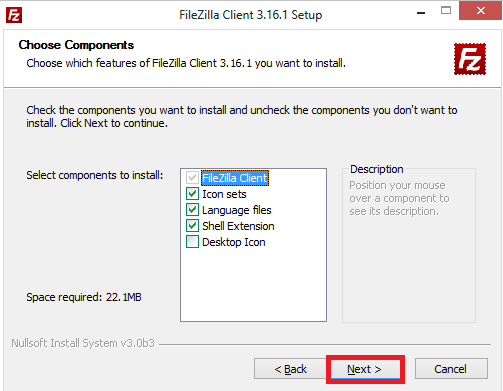 FileZilla Client 3.16.1 Setup
Choose Components
Choose which features of FileZilla Client 3.16.1 you want to install.
Fz
Check the components you want to install and uncheck the components you don't want to
install. Click Next to continue.
Select components to install:
FileZilla Client
Icon sets
Language files
Shell Extension
Desktop Icon
Description
Position your mouse
over a component to
see its description.
Space required: 22.1MB
Nullsoft Install System v3.0b3
< Back
Next >
Cancel